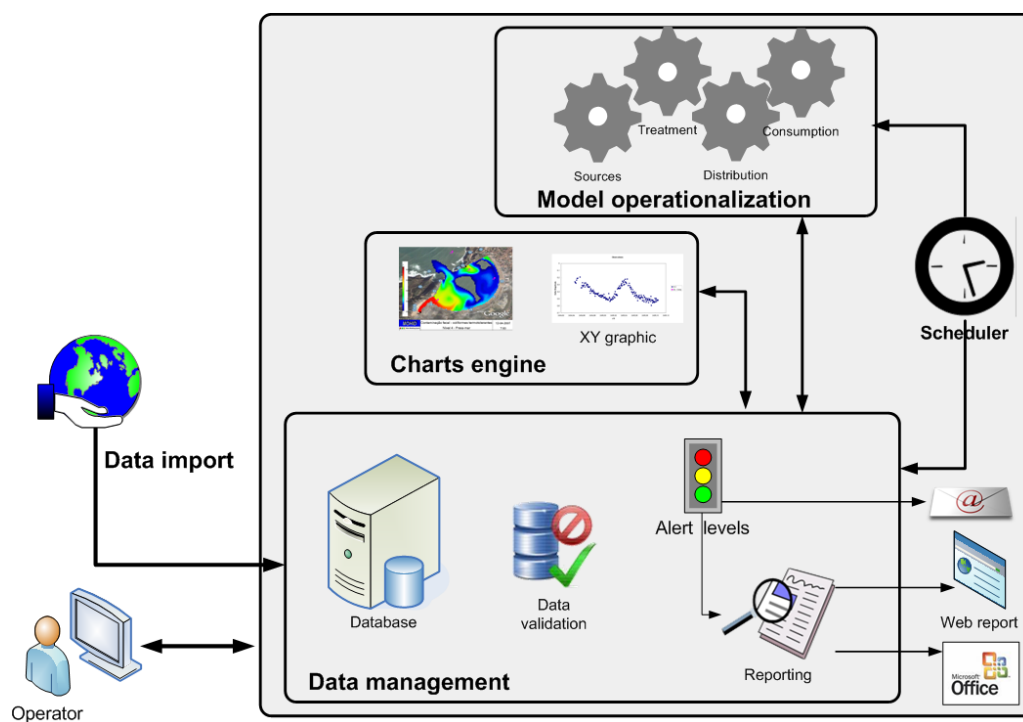 Treatment
Consumption
Sources
Distribution
Model operationalization
XY graphic
Charts engine
Scheduler
Data import
@
Alert levels
Database
Data
validation
Reporting
Web report
Microsoft
Office
Data management
Operator